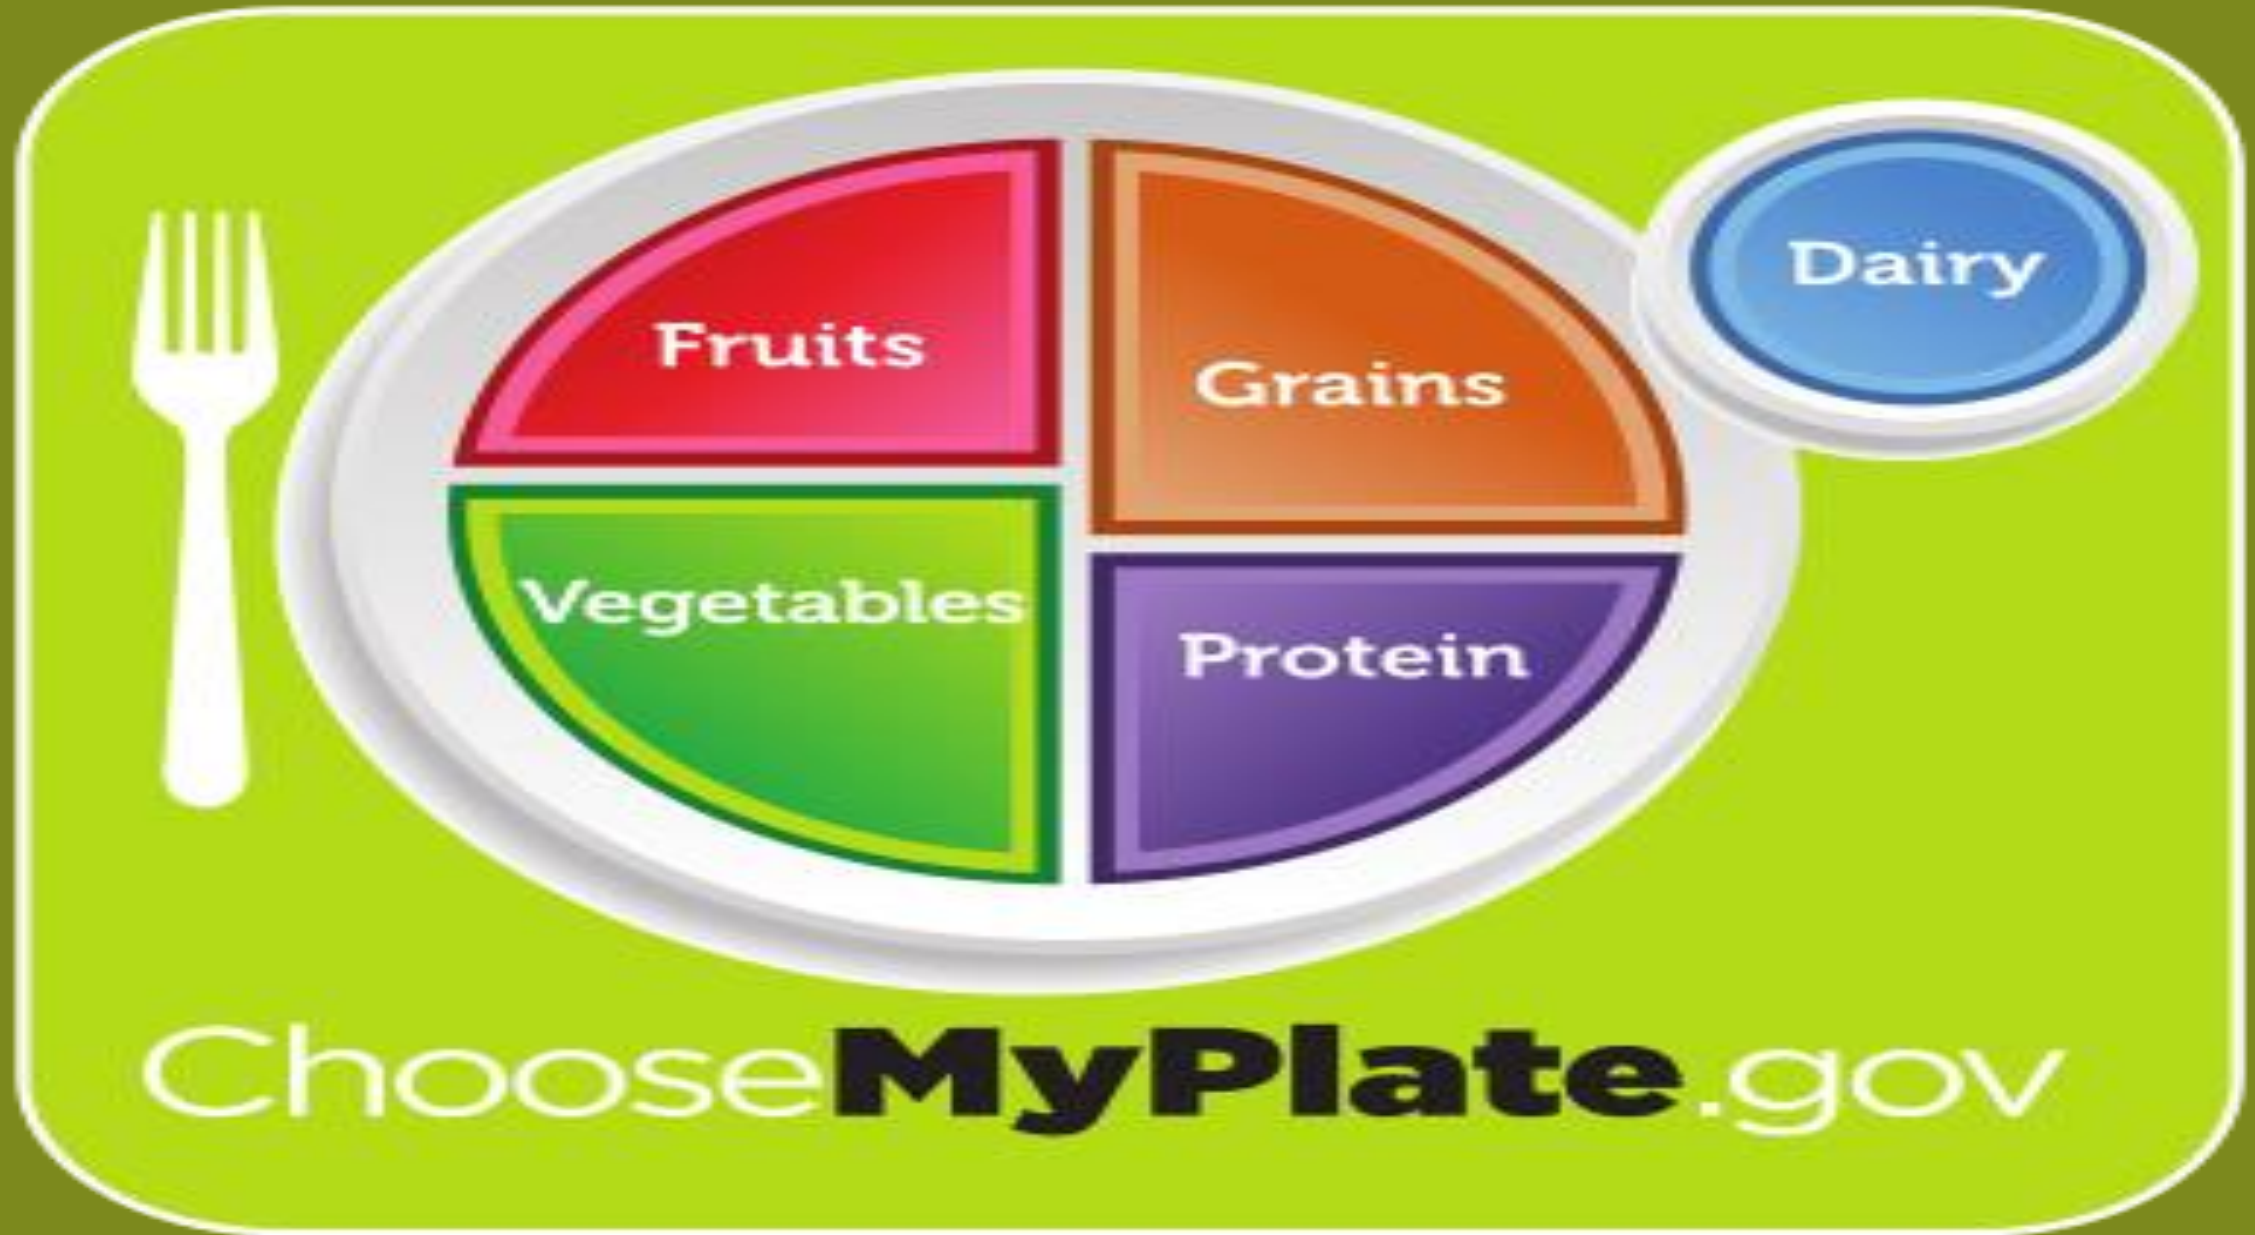 Fruits
Grains
Dairy
Vegetables
Protein
ChooseMyPlate.gov